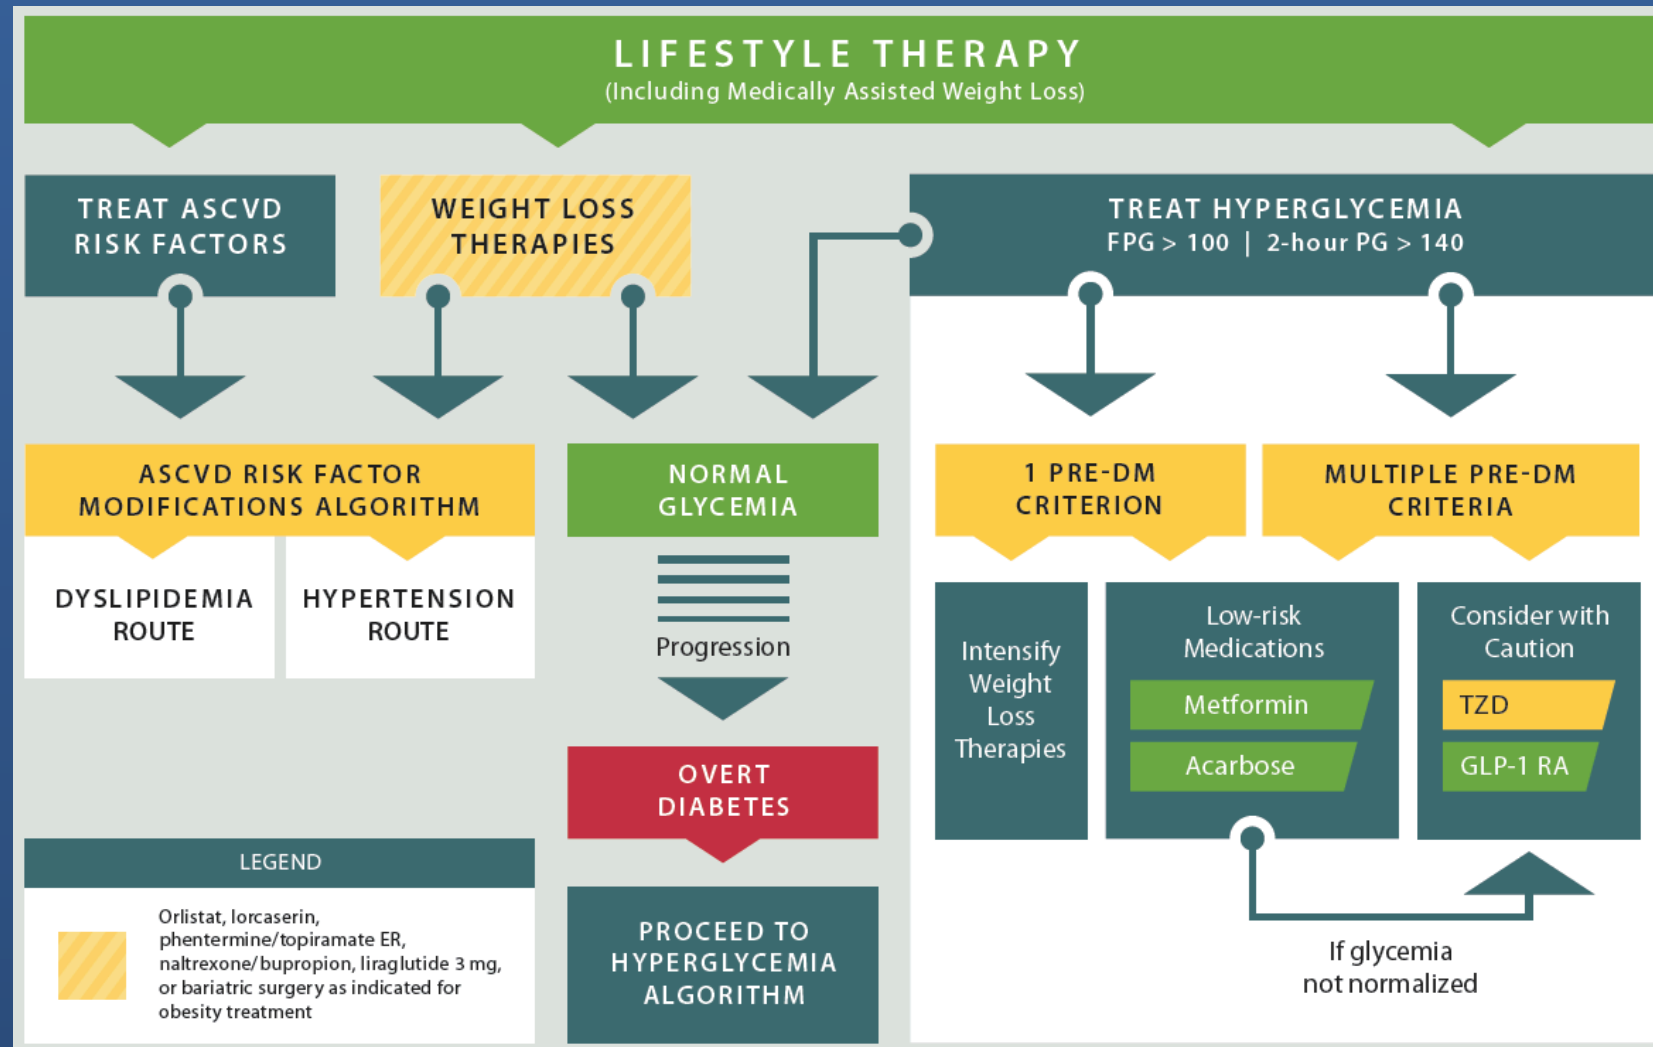 LIFESTYLE THERAPY
(Including Medically Assisted Weight Loss)
TREAT ASCVD
RISK FACTORS
WEIGHT LOSS
THERAPIES
TREAT HYPERGLYCEMIA
FPG > 100 | 2-hour PG > 140
ASCVD RISK FACTOR
MODIFICATIONS ALGORITHM
DYSLIPIDEMIA
ROUTE
HYPERTENSION
ROUTE
NORMAL
GLYCEMIA
Progression
OVERT
DIABETES
PROCEED TO
HYPERGLYCEMIA
ALGORITHM
1 PRE-DM
CRITERION
MULTIPLE PRE-DM
CRITERIA
Intensify
Weight
Loss
Therapies
Low-risk
Medications
Metformin
Acarbose
Consider with
Caution
TZD
GLP-1 RA
If glycemia
not normalized
LEGEND
Orlistat, lorcaserin,
phentermine/topiramate ER,
naltrexone/bupropion, liraglutide 3 mg,
or bariatric surgery as indicated for
obesity treatment